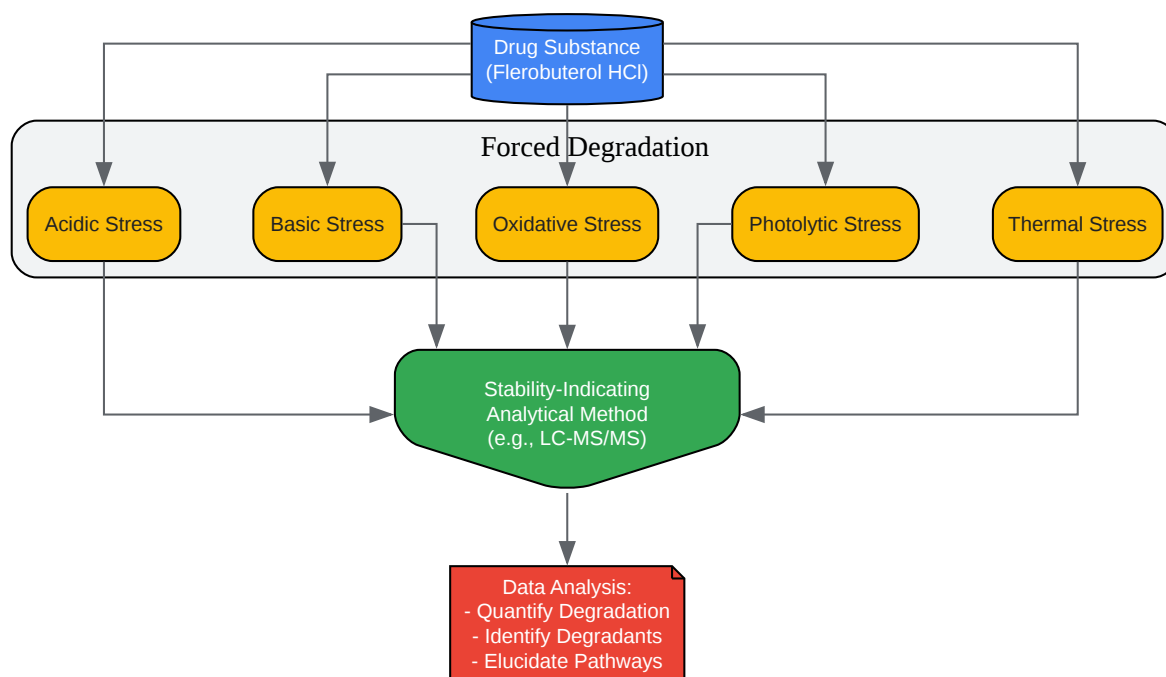 Drug Substance
(Flerobuterol HCl)
Forced Degradation
Acidic Stress
Basic Stress
Oxidative Stress
Photolytic Stress
Thermal Stress
Stability-Indicating
Analytical Method
(e.g., LC-MS/MS)
Data Analysis:
- Quantify Degradation
- Identify Degradants
- Elucidate Pathways